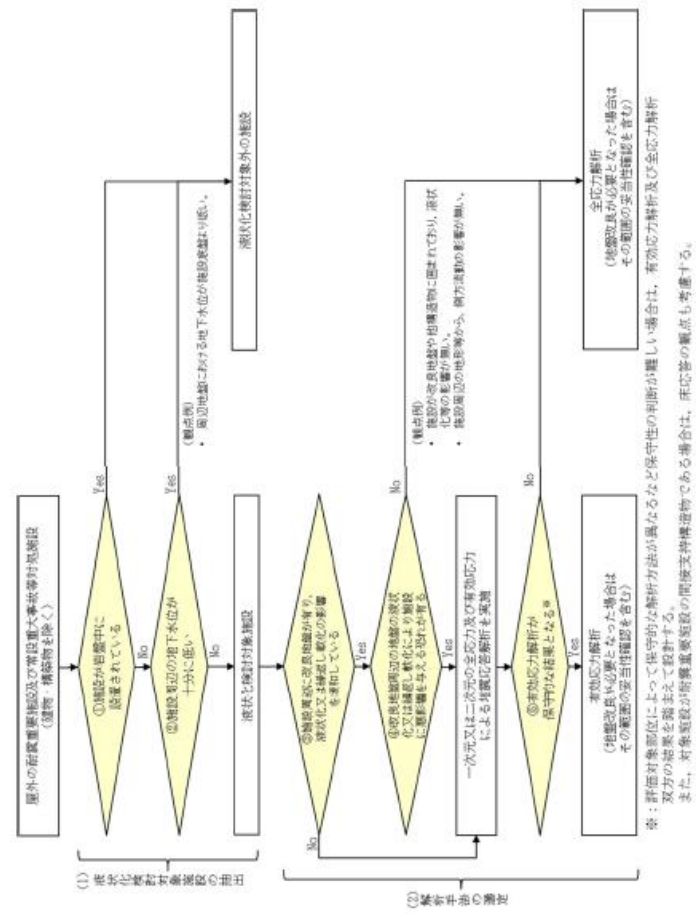 屋外の耐震重要施設及び常設重大事故等対処施設
(建物・構築物を除く)
(1) 液状化検討対象施設の抽出
①施設が岩盤中に
設置されている
Yes
No
②施設周辺の地下水位が
十分に低い
Yes
No
(観点例)
・ 周辺地盤における地下水位が施設底盤より低い。
液状化検討対象施設
液状化検討対象外の施設
(2)解析手法の選定
③施設周辺に改良地盤が有り,
液状化又は繰返し軟化の影響
を緩和している
No
Yes
④改良地盤周辺の地盤の液状
化又は繰返し軟化により施設
に悪影響を与える恐れが有る
No
Yes
(観点例)
・ 施設が改良地盤や他構造物に囲まれており,液状
化等の影響が無い。
・ 施設周辺の地形等から,側方流動の影響が無い。
一次元又は二次元の全応力及び有効応力
による地震応答解析を実施
⑤有効応力解析が
保守的な結果となる※
No
Yes
有効応力解析
(地盤改良が必要となった場合は
その範囲の妥当性確認を含む)
全応力解析
(地盤改良が必要となった場合は
その範囲の妥当性確認を含む)
※:評価対象部位によって保守的な解析方法が異なるなど保守性の判断が難しい場合は,有効応力解析及び全応力解析
双方の結果を踏まえて設計する。
また,対象施設が耐震重要施設の間接支持構造物である場合は,床応答の観点も考慮する。